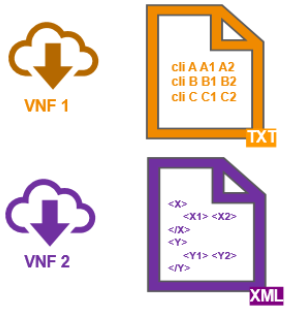 VNF 1
cli A A1 A2
cli B B1 B2
cli C C1 C2
TXT
VNF 2
<X>
<X1> <X2>
</X>
<Y>
<Y1> <Y2>
</Y>
XML